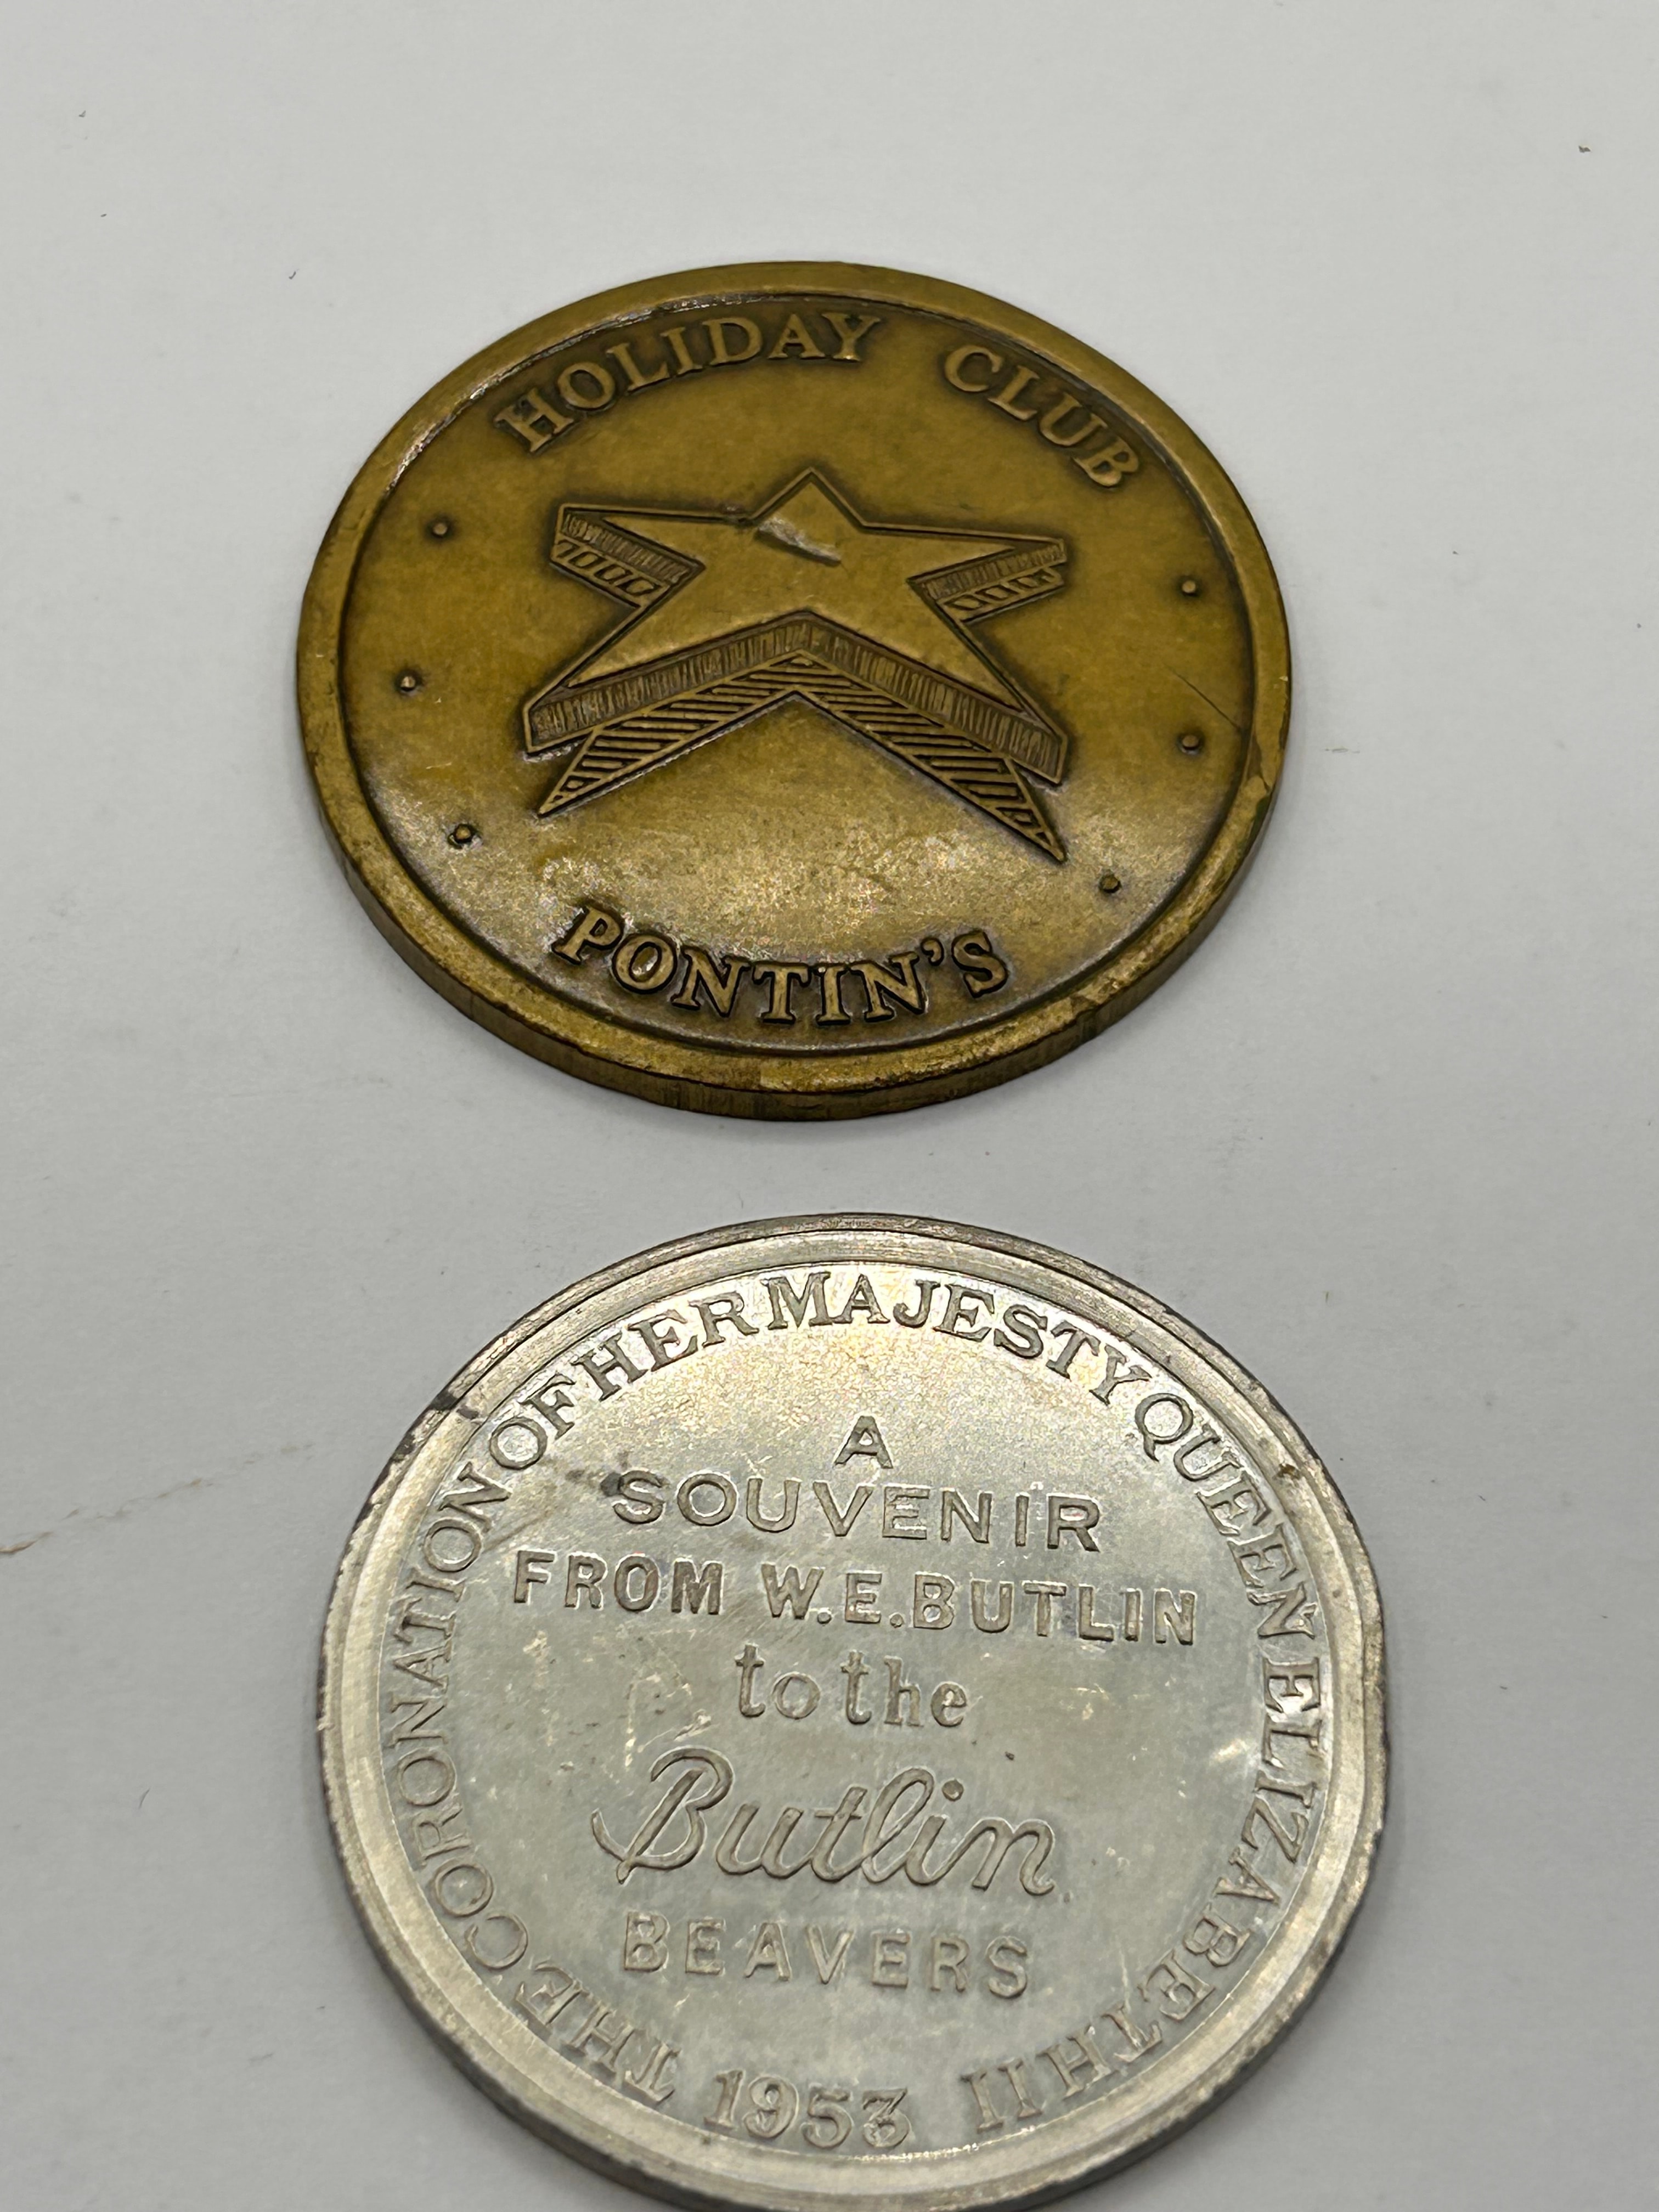 HOLIDAY CLUB
PONTIN'S
THE CORONATION OF HER MAJESTY QUEEN ELIZABETH II
A
SOUVENIR
FROM W.E.BUTLIN
to the
Butlin
BEAVERS
1953